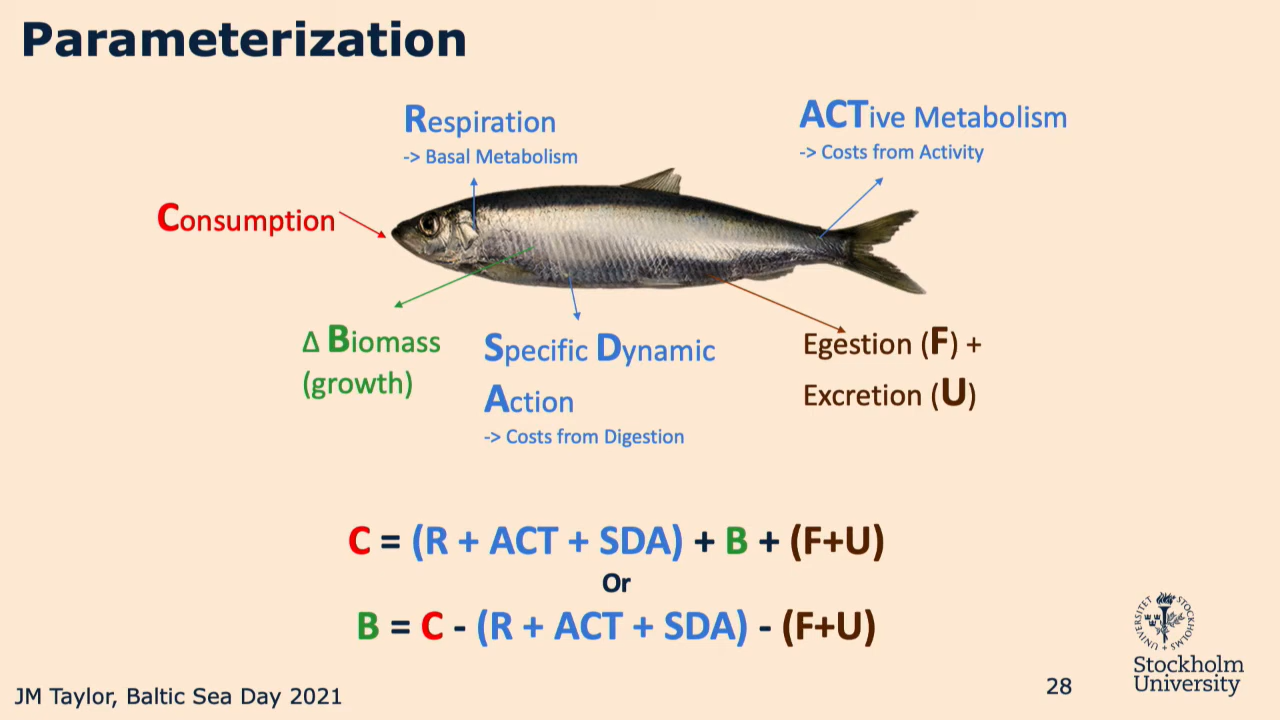 Parameterization
Respiration
-> Basal Metabolism
ACTive Metabolism
-> Costs from Activity
Consumption
Δ Biomass
(growth)
Specific Dynamic
Action
-> Costs from Digestion
Egestion (F) +
Excretion (U)
C = (R + ACT + SDA) + B + (F+U)
Or
B = C - (R + ACT + SDA) - (F+U)
JM Taylor, Baltic Sea Day 2021
28
Stockholm
University